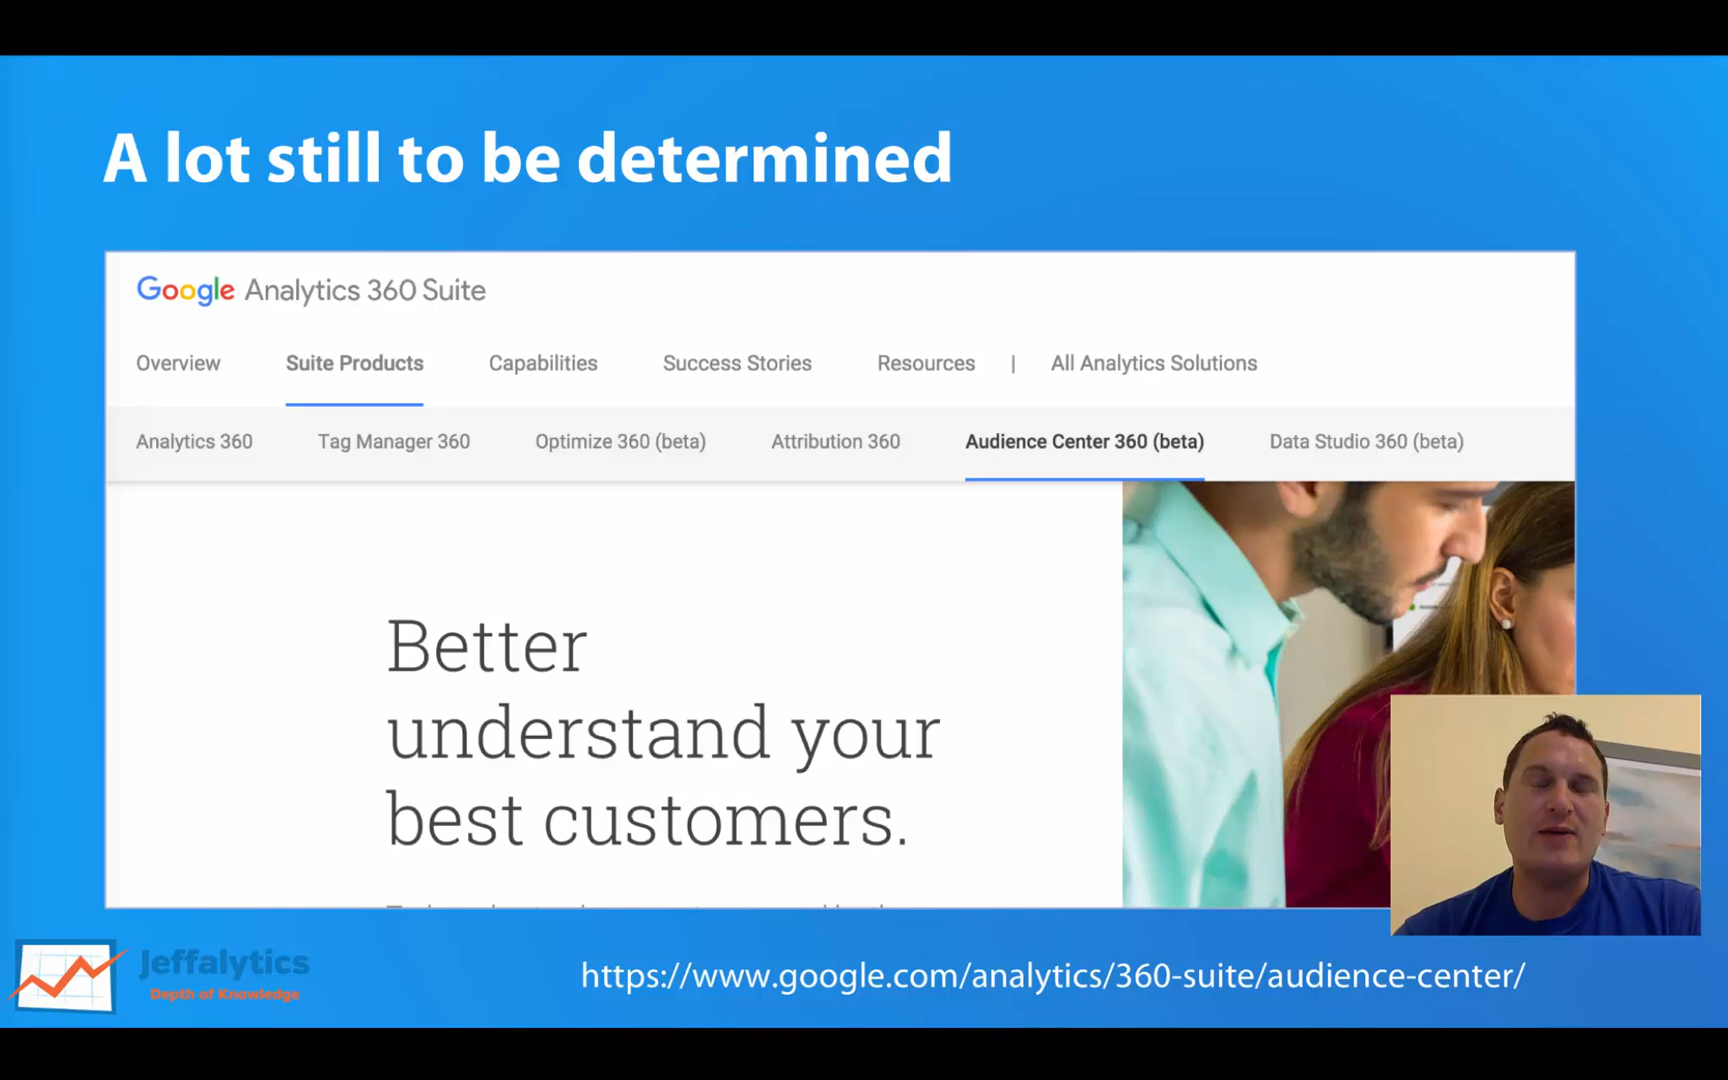 A lot still to be determined
Google Analytics 360 Suite
Overview Suite Products Capabilities Success Stories Resources | All Analytics Solutions
Analytics 360 Tag Manager 360 Optimize 360 (beta) Attribution 360 Audience Center 360 (beta) Data Studio 360 (beta)
Better
understand your
best customers.
Jeffalytics
Depth of Knowledge
https://www.google.com/analytics/360-suite/audience-center/